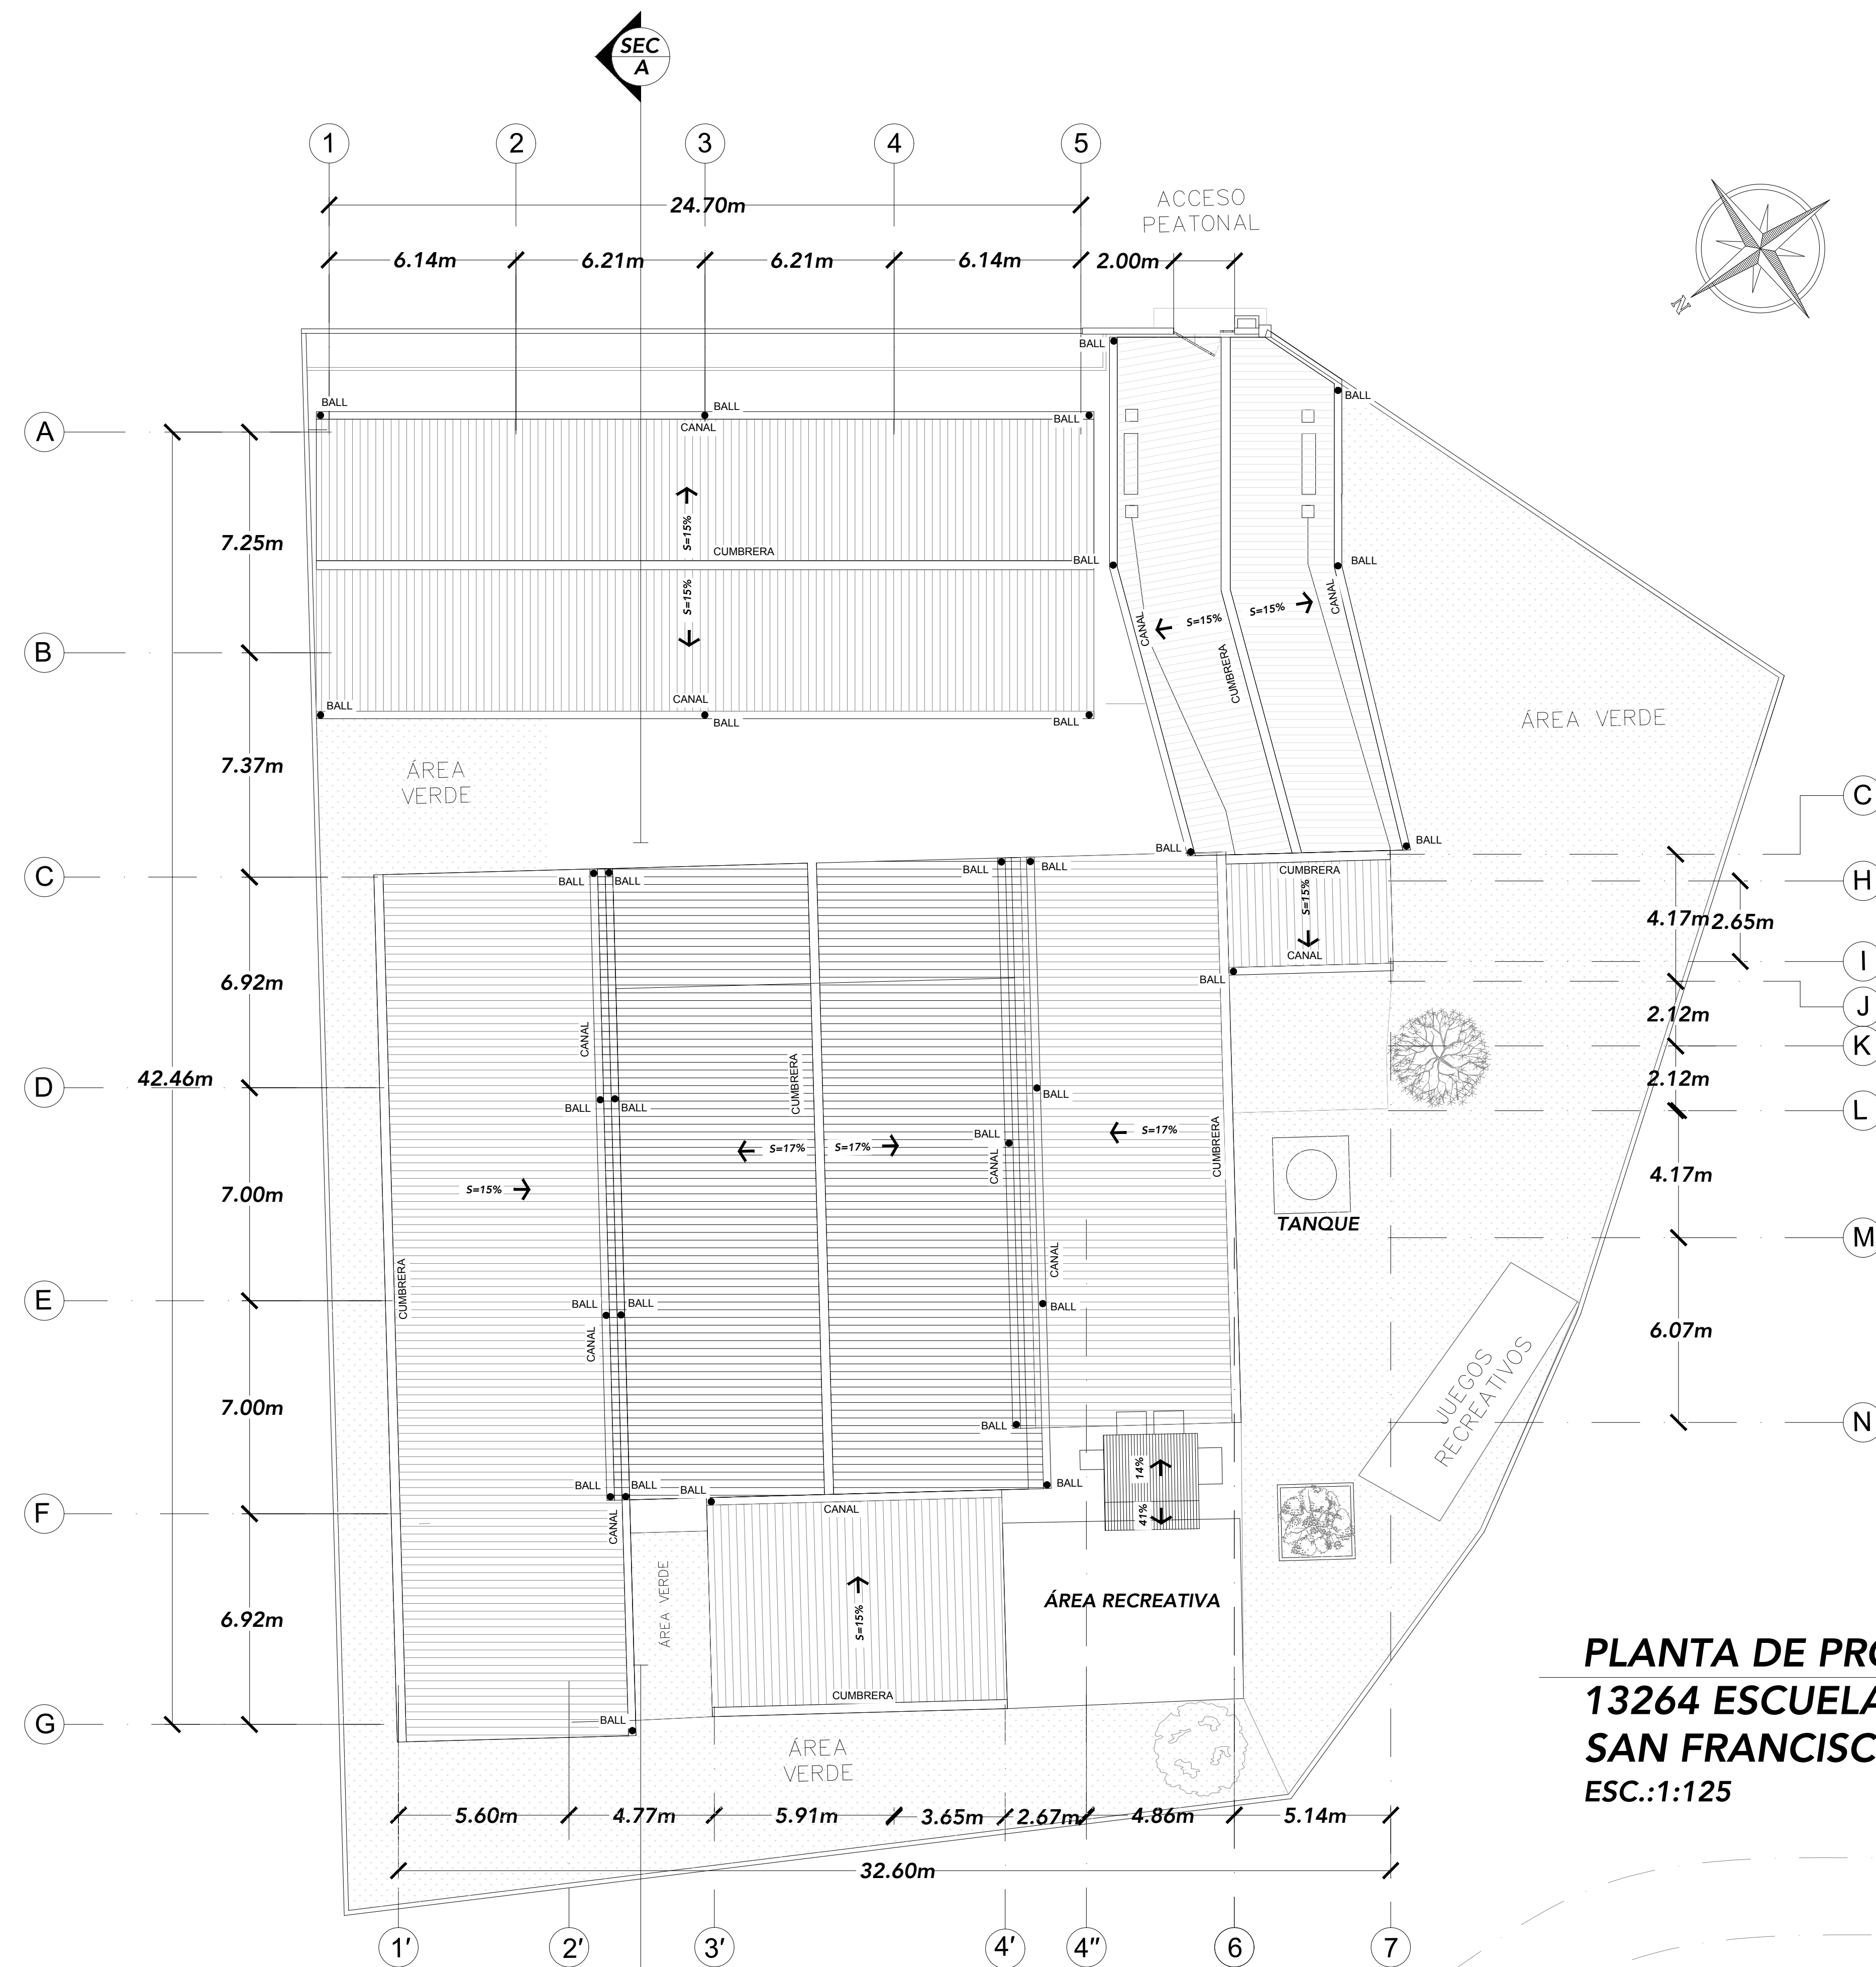 SEC
A
1
2
3
4
5
24.70m
ACCESO
PEATONAL
6.14m
6.21m
6.21m
6.14m
2.00m
N
BALL
BALL
BALL
BALL
BALL
CANAL
A
S=15%
7.25m
CUMBRERA
BALL
BALL
S=15%
CANAL
S=15%
S=15%
CANAL
B
CUMBRERA
BALL
CANAL
BALL
BALL
ÁREA VERDE
7.37m
ÁREA
VERDE
C
BALL
BALL
C
BALL
BALL
BALL
BALL
CUMBRERA
H
S=15%
4.17m
2.65m
CANAL
I
6.92m
BALL
J
2.12m
CANAL
K
42.46m
D
CUMBRERA
2.12m
BALL
BALL
BALL
L
BALL
S=17%
S=17%
S=17%
CUMBRERA
CANAL
4.17m
7.00m
S=15%
TANQUE
M
CANAL
E
CUMBRERA
BALL
BALL
BALL
CANAL
6.07m
JUEGOS
RECREATIVOS
7.00m
BALL
N
14%
BALL
BALL
BALL
BALL
CANAL
F
CANAL
41%
ÁREA VERDE
ÁREA RECREATIVA
S=15%
6.92m
PLANTA DE PRO
13264 ESCUELA
SAN FRANCISC
ESC.:1:125
CUMBRERA
G
BALL
ÁREA
VERDE
5.60m
4.77m
5.91m
3.65m
2.67m
4.86m
5.14m
32.60m
1'
2'
3'
4'
4''
6
7